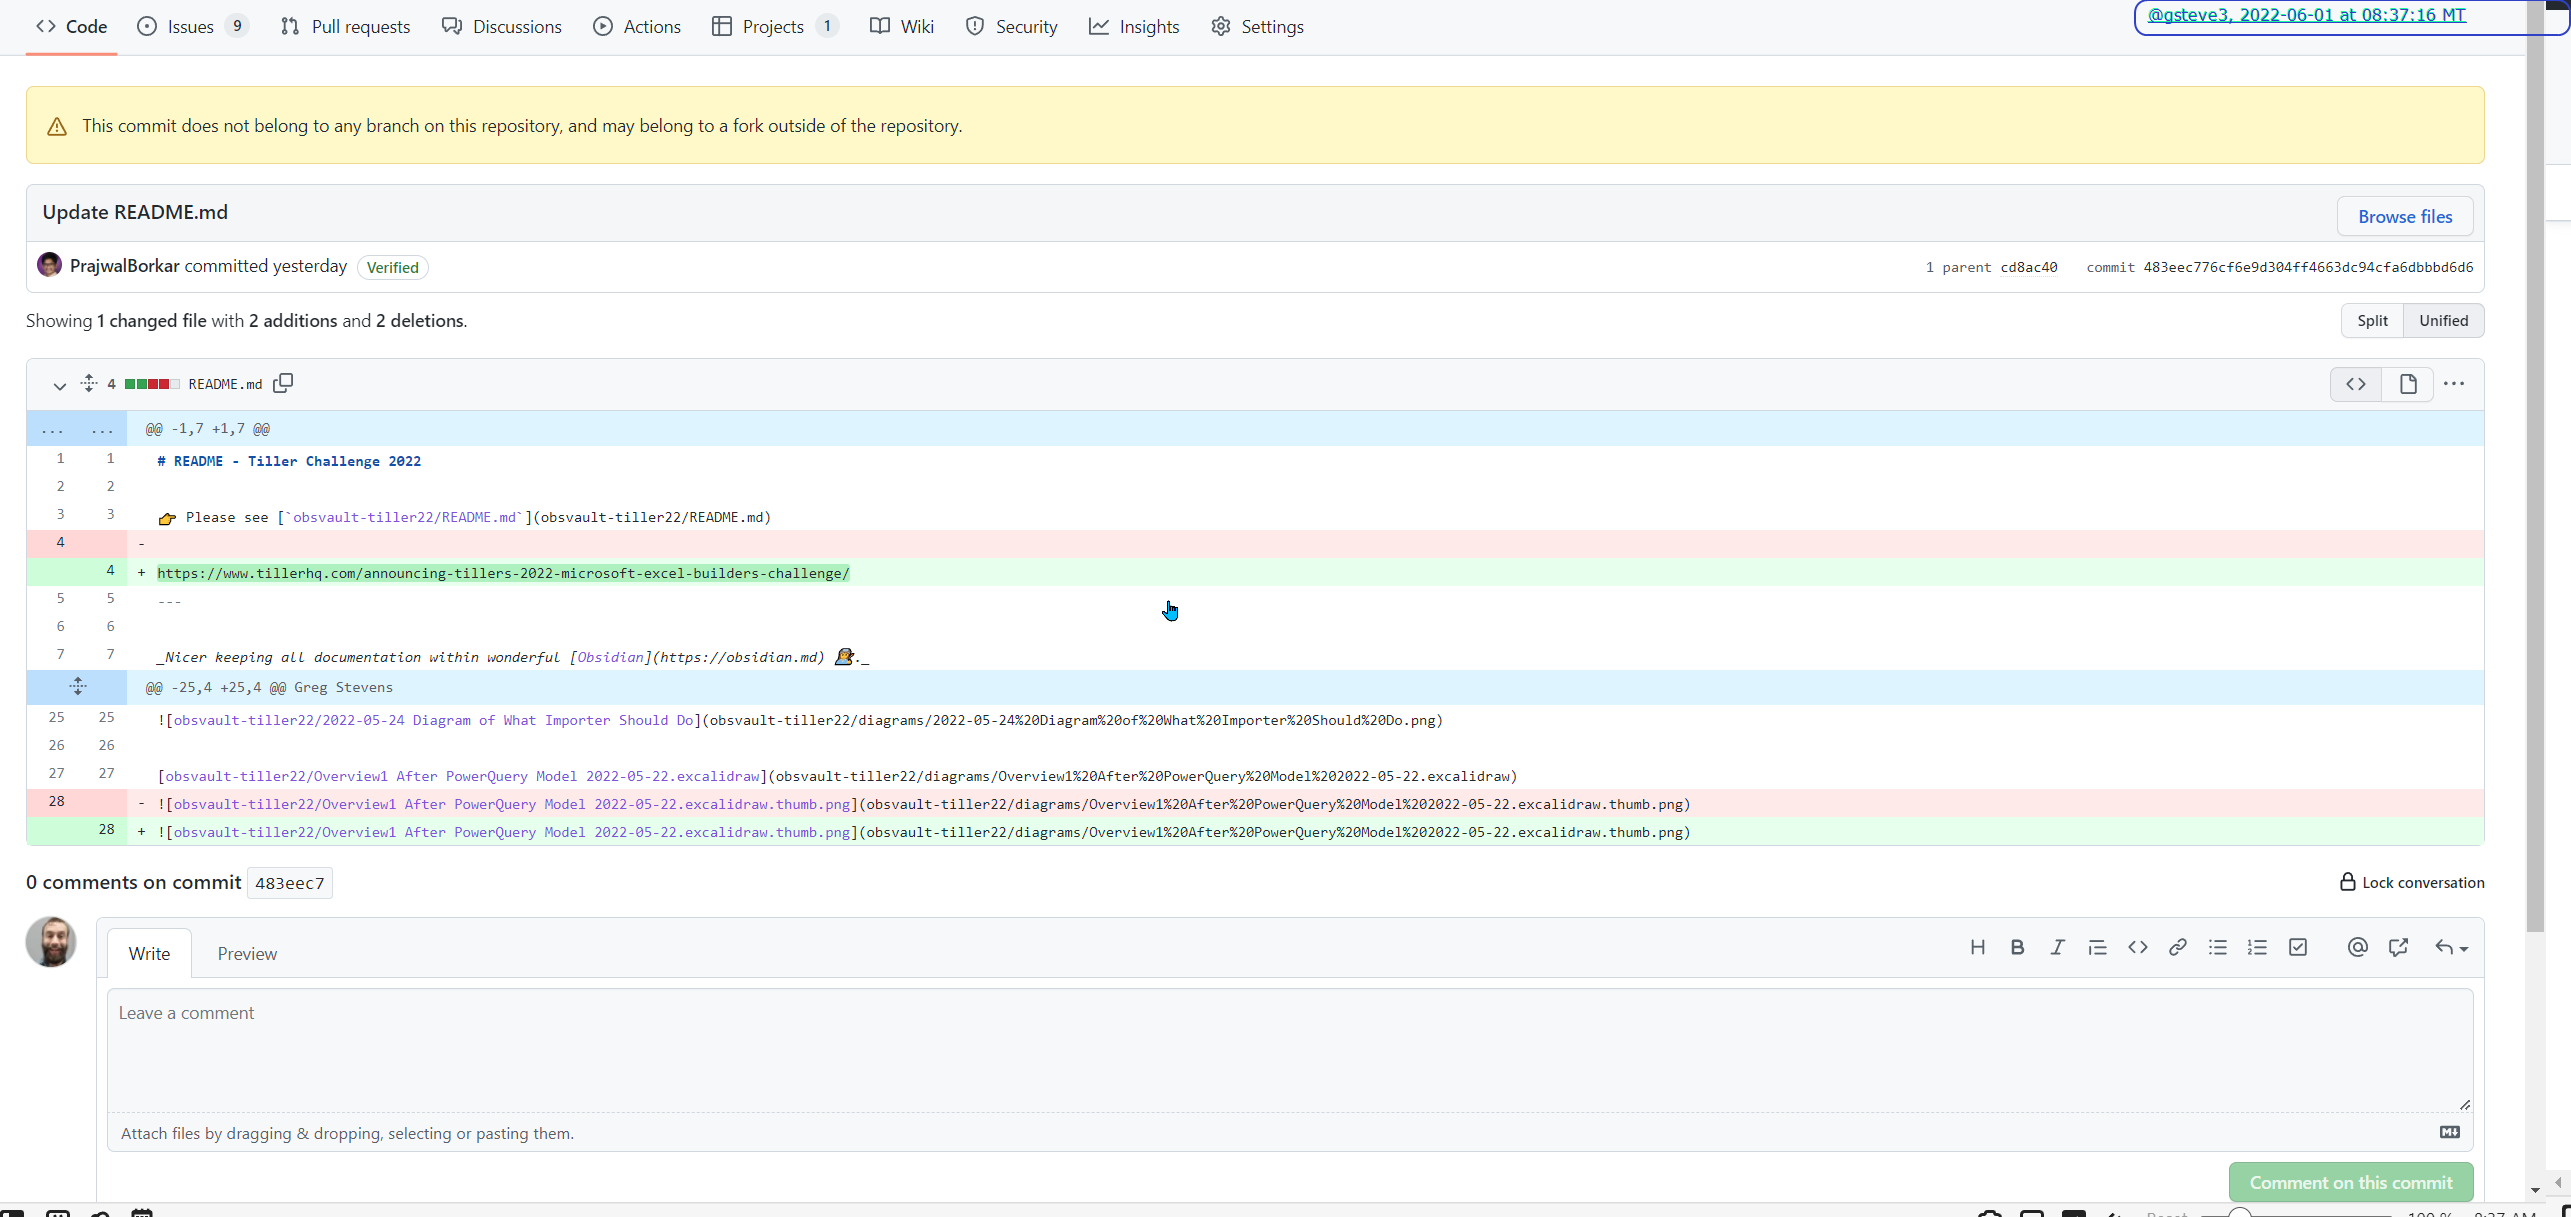 Code Issues 9 Pull requests Discussions Actions Projects 1 Wiki Security Insights Settings
@gsteve3, 2022-06-01 at 08:37:16 MT
This commit does not belong to any branch on this repository, and may belong to a fork outside of the repository.
Update README.md
Browse files
PrajwalBorkar committed yesterday Verified
1 parent cd8ac40 commit 483eec776cf6e9d304ff4663dc94cfa6dbbbd6d6
Showing 1 changed file with 2 additions and 2 deletions.
Split Unified
4 README.md
... ... @@ -1,7 +1,7 @@
1 1 # README - Tiller Challenge 2022
2 2
3 3 👉 Please see [`obsvault-tiller22/README.md`](obsvault-tiller22/README.md)
4 -
4 + https://www.tillerhq.com/announcing-tillers-2022-microsoft-excel-builders-challenge/
5 5 ---
6 6
7 7 _Nicer keeping all documentation within wonderful [Obsidian](https://obsidian.md) ._
@@ -25,4 +25,4 @@ Greg Stevens
25 25 ![obsvault-tiller22/2022-05-24 Diagram of What Importer Should Do](obsvault-tiller22/diagrams/2022-05-24%20Diagram%20of%20What%20Importer%20Should%20Do.png)
26 26
27 27 [obsvault-tiller22/Overview1 After PowerQuery Model 2022-05-22.excalidraw](obsvault-tiller22/diagrams/Overview1%20After%20PowerQuery%20Model%202022-05-22.excalidraw)
28 - ![obsvault-tiller22/Overview1 After PowerQuery Model 2022-05-22.excalidraw.thumb.png](obsvault-tiller22/diagrams/Overview1%20After%20PowerQuery%20Model%202022-05-22.excalidraw.thumb.png)
28 + ![obsvault-tiller22/Overview1 After PowerQuery Model 2022-05-22.excalidraw.thumb.png](obsvault-tiller22/diagrams/Overview1%20After%20PowerQuery%20Model%202022-05-22.excalidraw.thumb.png)
0 comments on commit 483eec7
Lock conversation
Write Preview
Leave a comment
Attach files by dragging & dropping, selecting or pasting them.
Comment on this commit